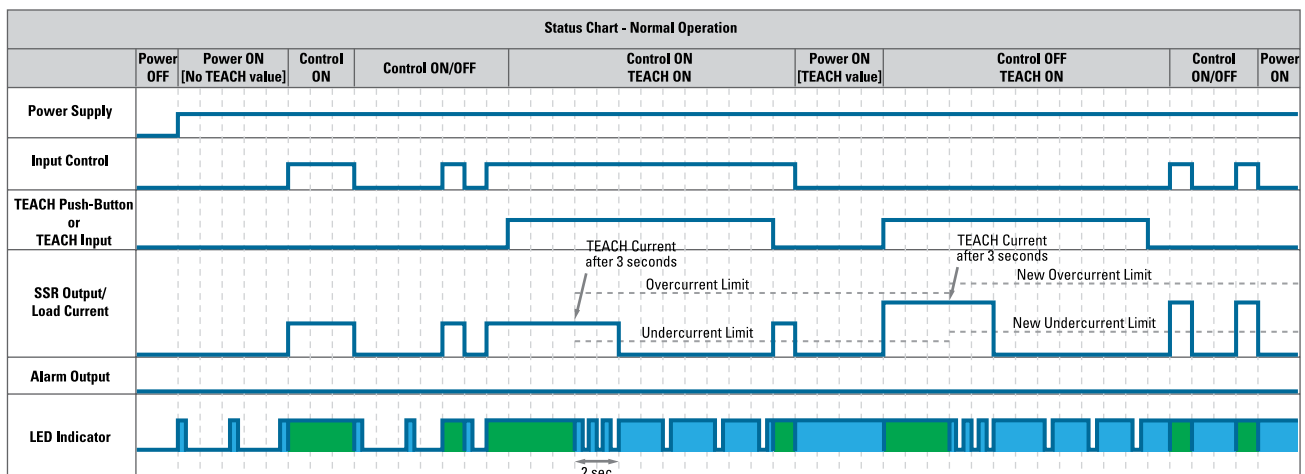 Status Chart - Normal Operation
Power OFF
Power ON [No TEACH value]
Control ON
Control ON/OFF
Control ON TEACH ON
Power ON [TEACH value]
Control OFF TEACH ON
Control ON/OFF
Power ON
Power Supply
Input Control
TEACH Push-Button
or
TEACH Input
TEACH Current
after 3 seconds
TEACH Current
after 3 seconds
SSR Output/
Load Current
Overcurrent Limit
New Overcurrent Limit
Undercurrent Limit
New Undercurrent Limit
Alarm Output
LED Indicator
2 sec